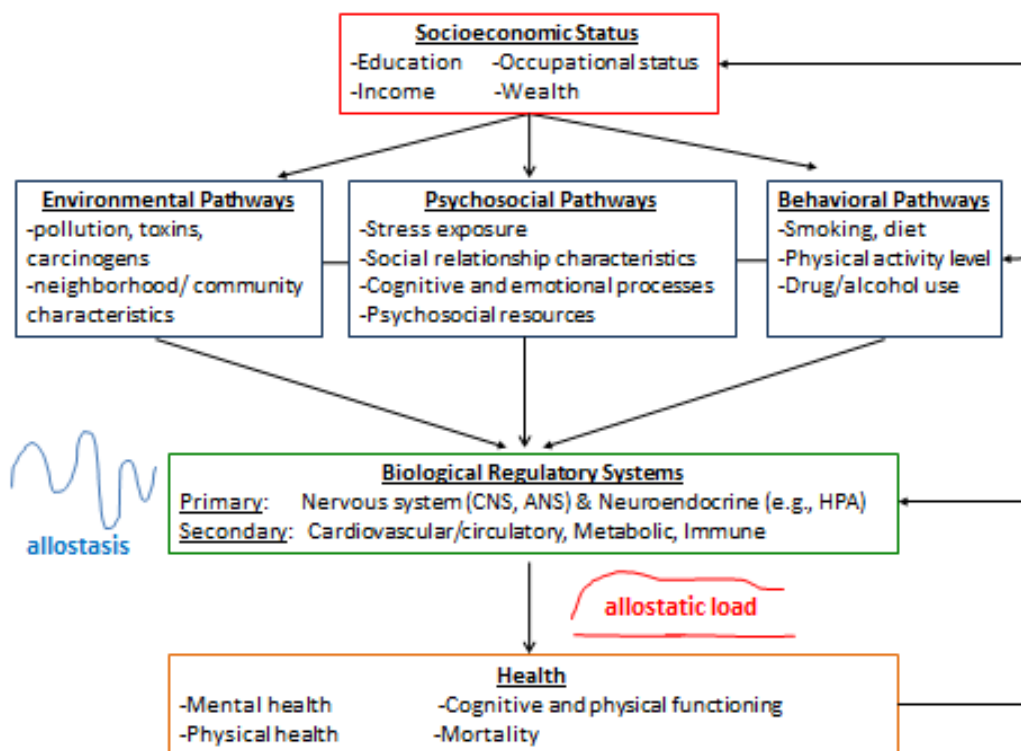 Socioeconomic Status
-Education -Occupational status
-Income -Wealth
Environmental Pathways
-pollution, toxins,
carcinogens
-neighborhood/ community
characteristics
Psychosocial Pathways
-Stress exposure
-Social relationship characteristics
-Cognitive and emotional processes
-Psychosocial resources
Behavioral Pathways
-Smoking, diet
-Physical activity level
-Drug/alcohol use
allostasis
Biological Regulatory Systems
Primary: Nervous system (CNS, ANS) & Neuroendocrine (e.g., HPA)
Secondary: Cardiovascular/circulatory, Metabolic, Immune
allostatic load
Health
-Mental health -Cognitive and physical functioning
-Physical health -Mortality